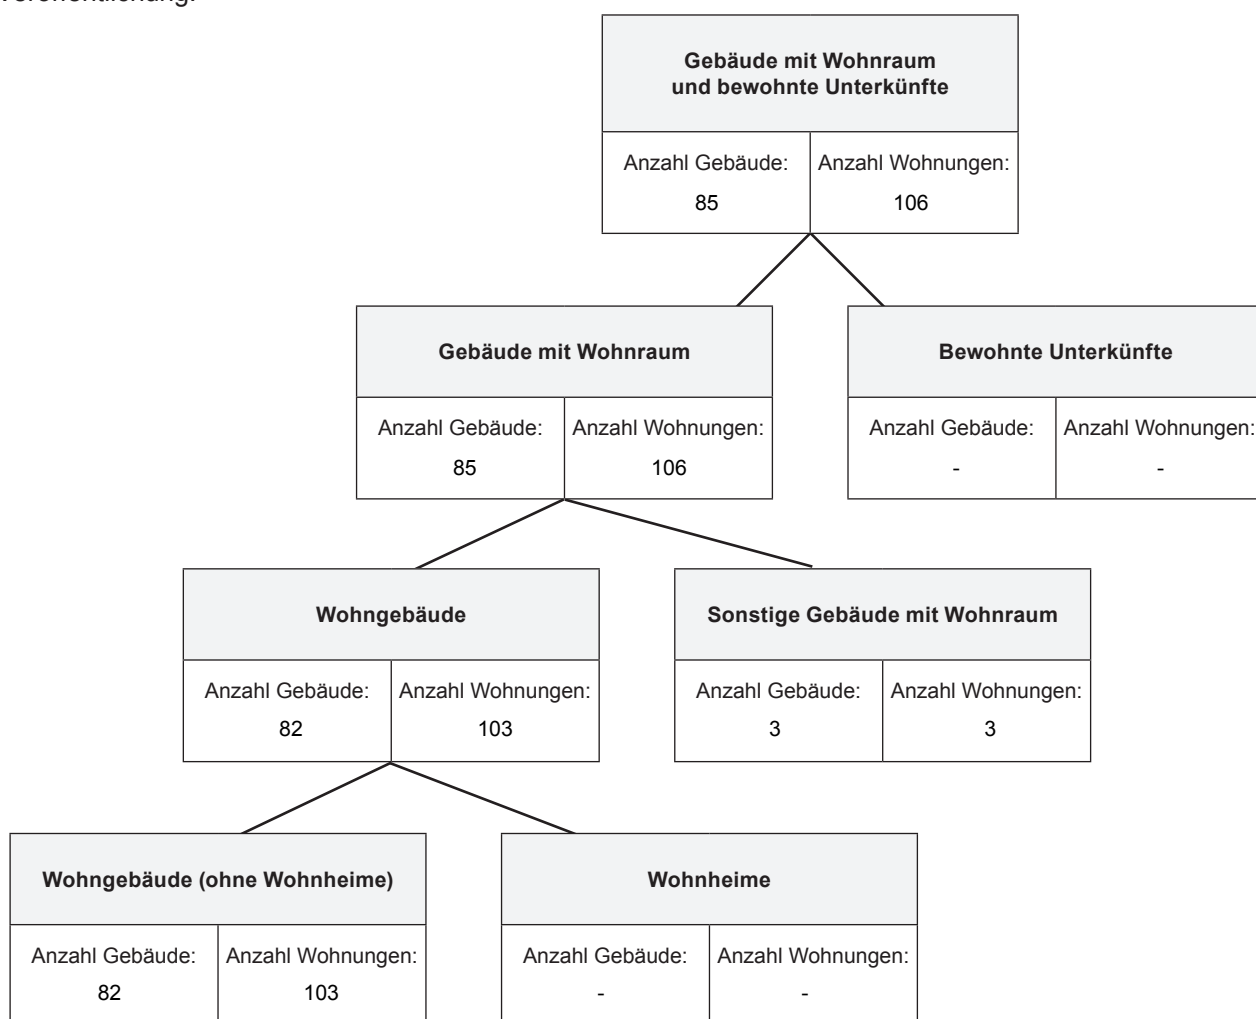 Veröffentlichung.
Gebäude mit Wohnraum
und bewohnte Unterkünfte
Anzahl Gebäude: Anzahl Wohnungen:
85 106
Gebäude mit Wohnraum
Anzahl Gebäude: Anzahl Wohnungen:
85 106
Bewohnte Unterkünfte
Anzahl Gebäude: Anzahl Wohnungen:
- -
Wohngebäude
Anzahl Gebäude: Anzahl Wohnungen:
82 103
Sonstige Gebäude mit Wohnraum
Anzahl Gebäude: Anzahl Wohnungen:
3 3
Wohngebäude (ohne Wohnheime)
Anzahl Gebäude: Anzahl Wohnungen:
82 103
Wohnheime
Anzahl Gebäude: Anzahl Wohnungen:
- -